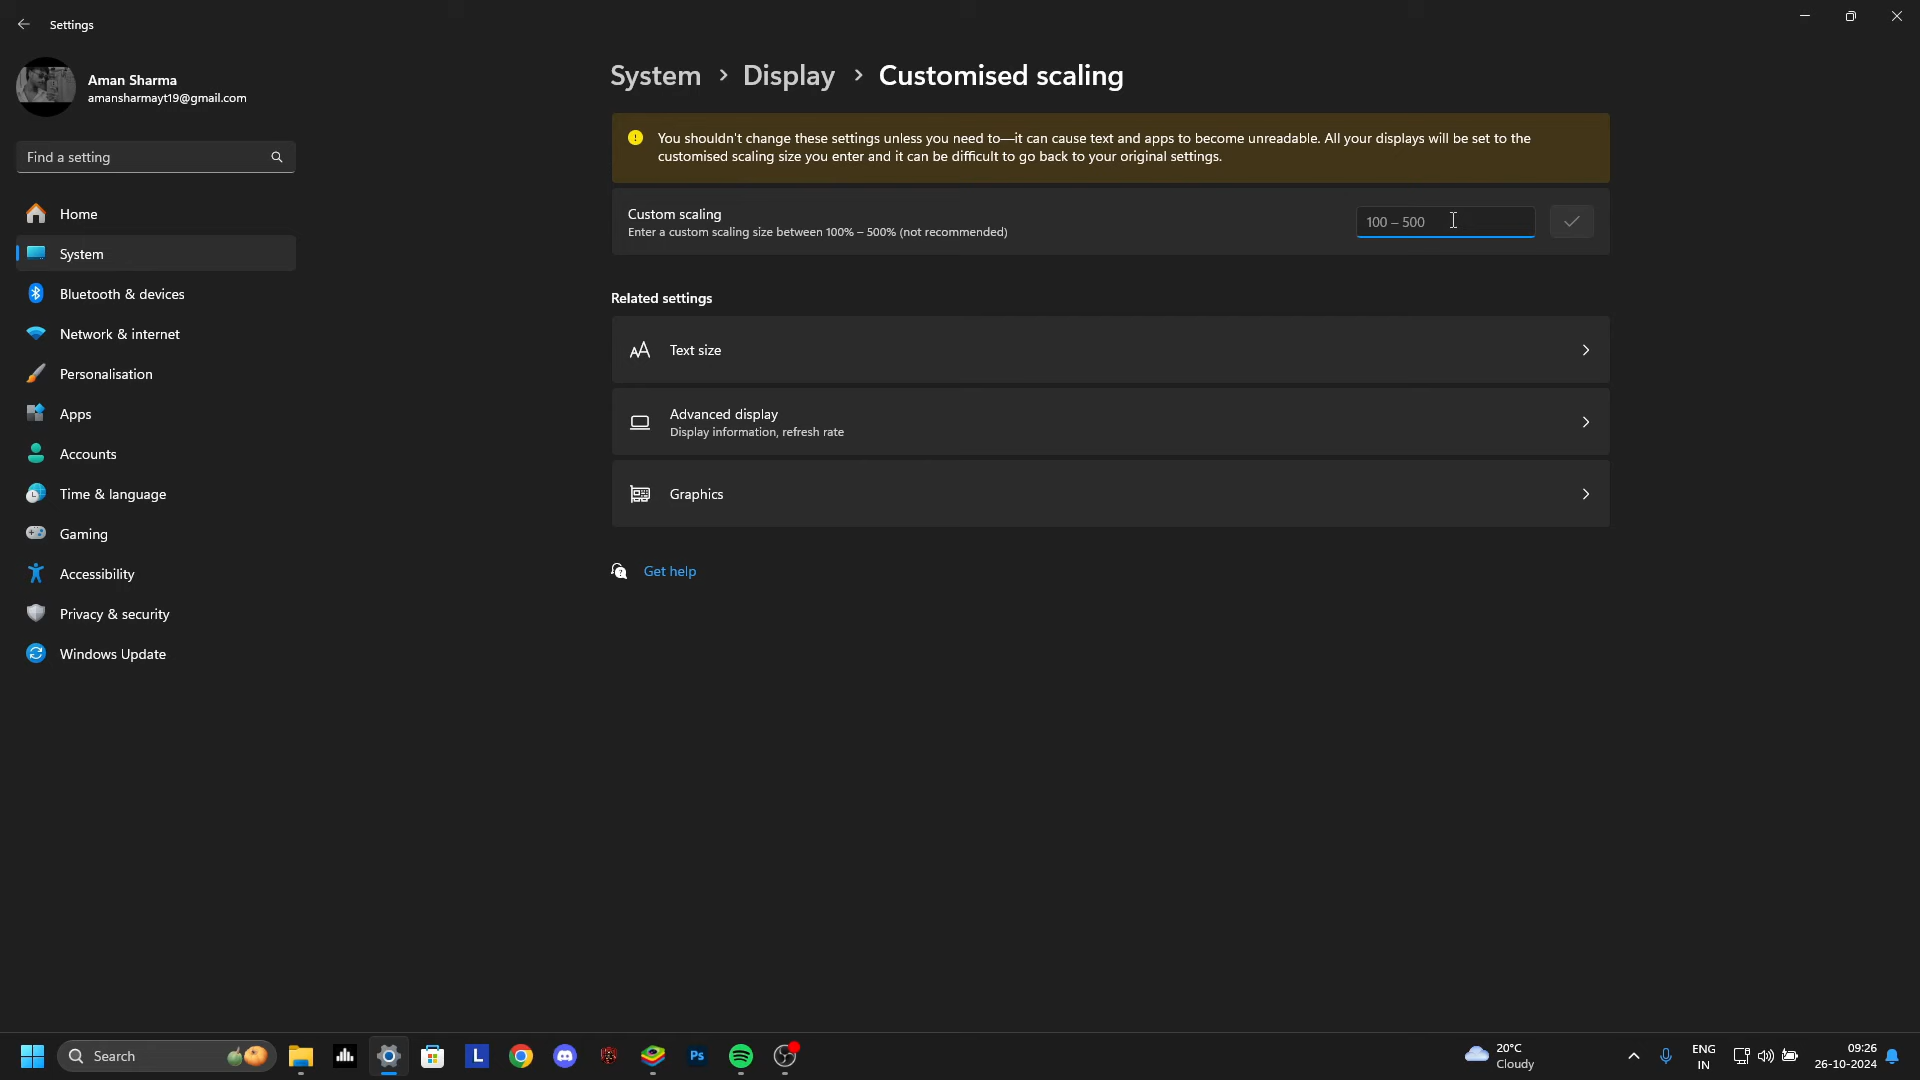 Settings
Aman Sharma
amansharmayt19@gmail.com
Find a setting
Home
System
Bluetooth & devices
Network & internet
Personalisation
Apps
Accounts
Time & language
Gaming
Accessibility
Privacy & security
Windows Update
System > Display > Customised scaling
You shouldn't change these settings unless you need to—it can cause text and apps to become unreadable. All your displays will be set to the
customised scaling size you enter and it can be difficult to go back to your original settings.
Custom scaling
Enter a custom scaling size between 100% – 500% (not recommended)
100 – 500
Related settings
Text size
Advanced display
Display information, refresh rate
Graphics
Get help
Search
L
Ps
20°C
Cloudy
ENG
IN
09:26
26-10-2024